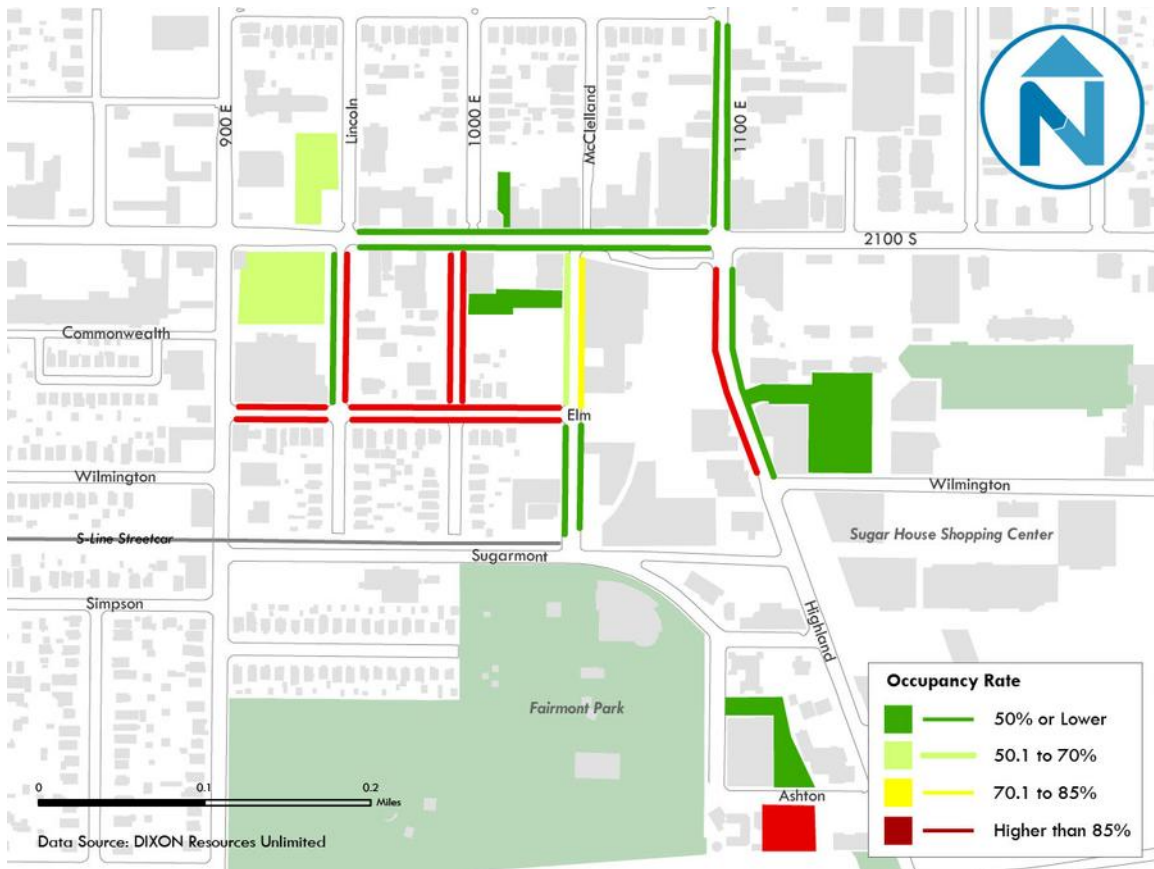 N
900 E
Lincoln
1000 E
McClelland
1100 E
2100 S
Commonwealth
Elm
Wilmington
Wilmington
S-Line Streetcar
Sugarmont
Sugar House Shopping Center
Simpson
Highland
Fairmont Park
Ashton
Occupancy Rate
50% or Lower
50.1 to 70%
70.1 to 85%
Higher than 85%
0 0.1 0.2
Miles
Data Source: DIXON Resources Unlimited